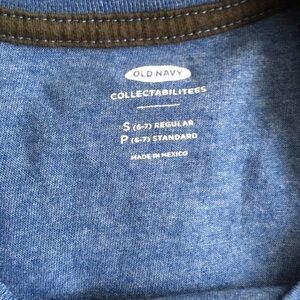 OLD NAVY
COLLECTABILITEES
S (6-7) REGULAR
P (6-7) STANDARD
MADE IN MEXICO